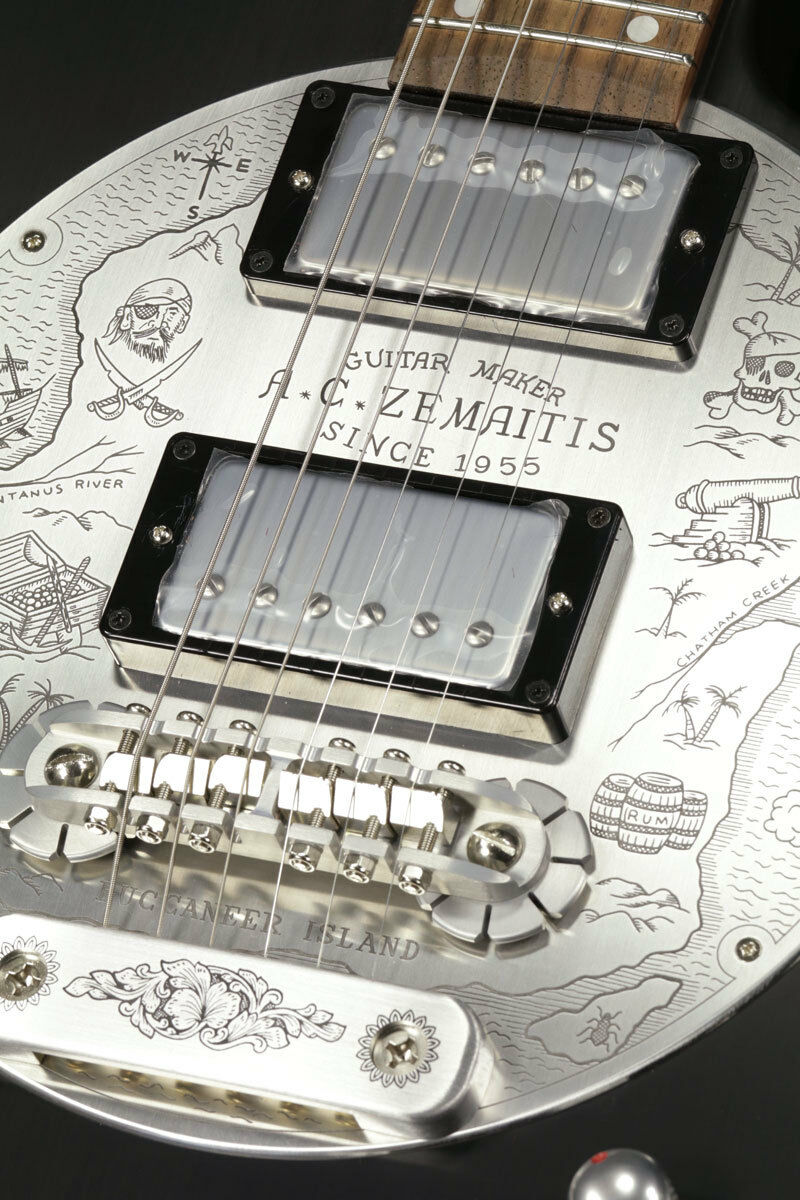 W E
S
GUITAR MAKER
A * C * ZEMAITIS
SINCE 1955
NTANUS RIVER
CHATHAM CREEK
RUM
BUCCANEER ISLAND